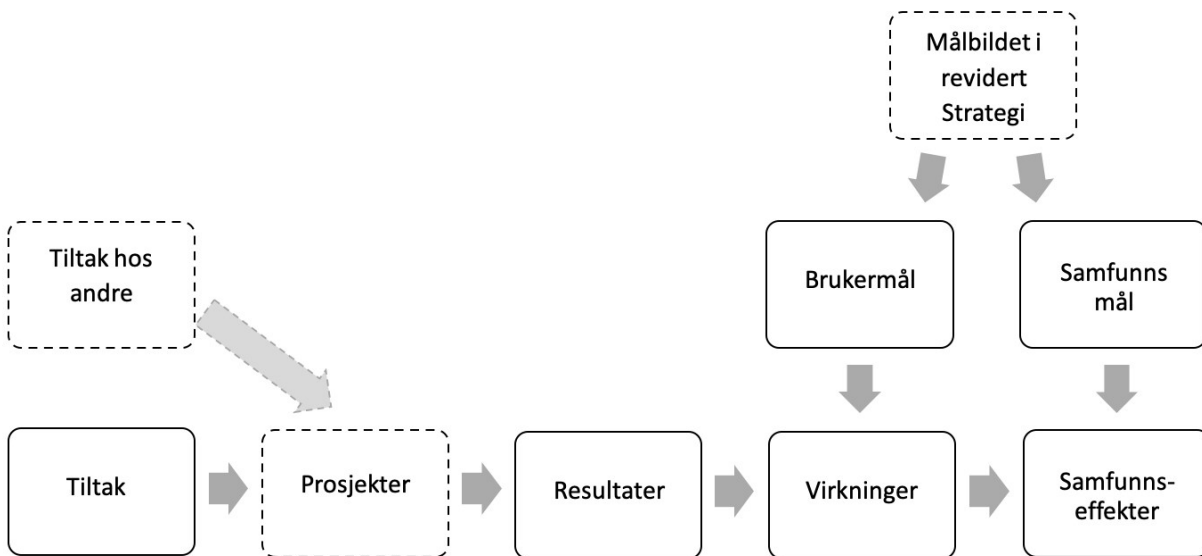 Målbildet i
revidert
Strategi
Tiltak hos
andre
Brukermål
Samfunns
mål
Tiltak
Prosjekter
Resultater
Virkninger
Samfunns-
effekter